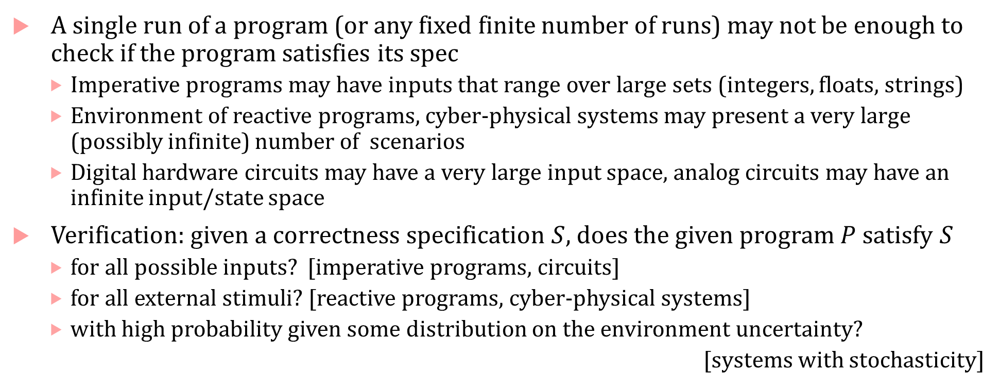 A single run of a program (or any fixed finite number of runs) may not be enough to
check if the program satisfies its spec
Imperative programs may have inputs that range over large sets (integers, floats, strings)
Environment of reactive programs, cyber-physical systems may present a very large
(possibly infinite) number of scenarios
Digital hardware circuits may have a very large input space, analog circuits may have an
infinite input/state space
Verification: given a correctness specification S, does the given program P satisfy S
for all possible inputs? [imperative programs, circuits]
for all external stimuli? [reactive programs, cyber-physical systems]
with high probability given some distribution on the environment uncertainty?
[systems with stochasticity]